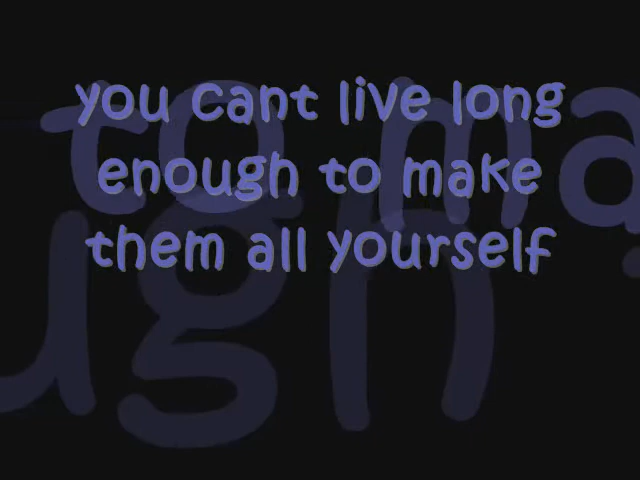 you cant live long
enough to make
them all yourself